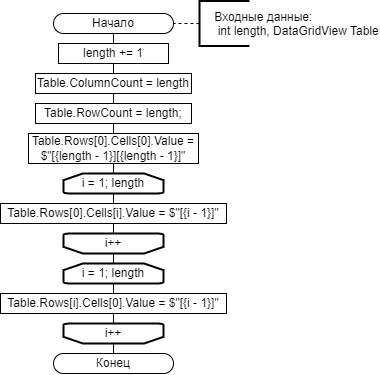 Начало
Входные данные:
int length, DataGridView Table
length += 1
Table.ColumnCount = length
Table.RowCount = length;
Table.Rows[0].Cells[0].Value =
$"[{length - 1}][{length - 1}]"
i = 1; length
Table.Rows[0].Cells[i].Value = $"[{i - 1}]"
i++
i = 1; length
Table.Rows[i].Cells[0].Value = $"[{i - 1}]"
i++
Конец